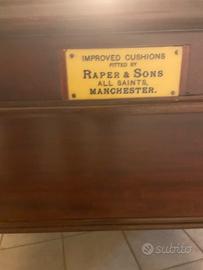 IMPROVED CUSHIONS
FITTED BY
RAPER & SONS
ALL SAINTS,
MANCHESTER.
subito